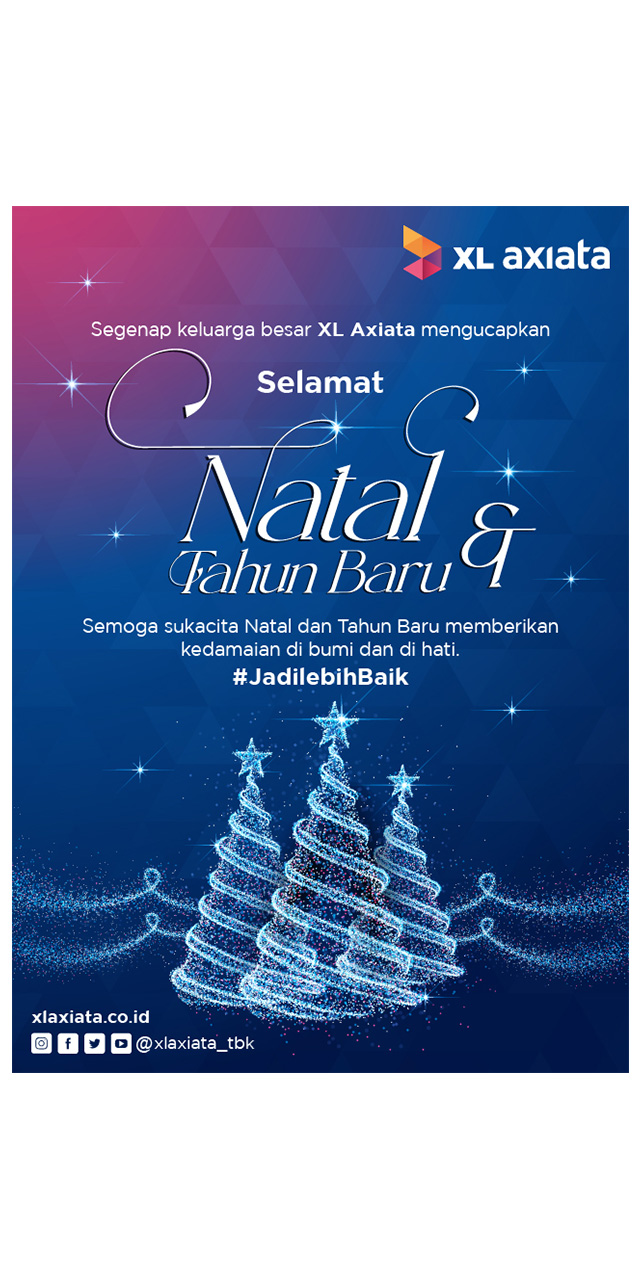 XL axiata
Segenap keluarga besar XL Axiata mengucapkan
Selamat
Natal &
Tahun Baru
Semoga sukacita Natal dan Tahun Baru memberikan
kedamaian di bumi dan di hati.
#JadilebihBaik
xlaxiata.co.id
@xlaxiata_tbk